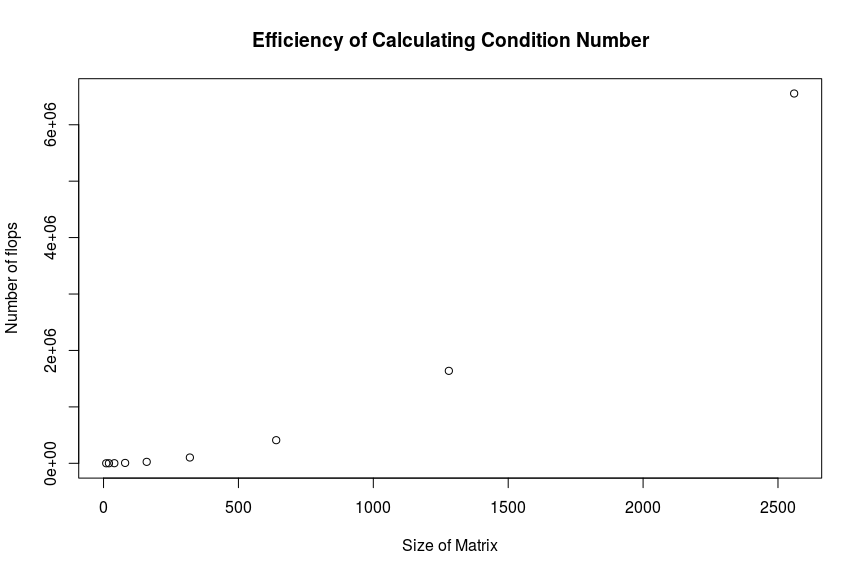 Efficiency of Calculating Condition Number
Number of flops
6e+06
4e+06
2e+06
0e+00
0 500 1000 1500 2000 2500
Size of Matrix